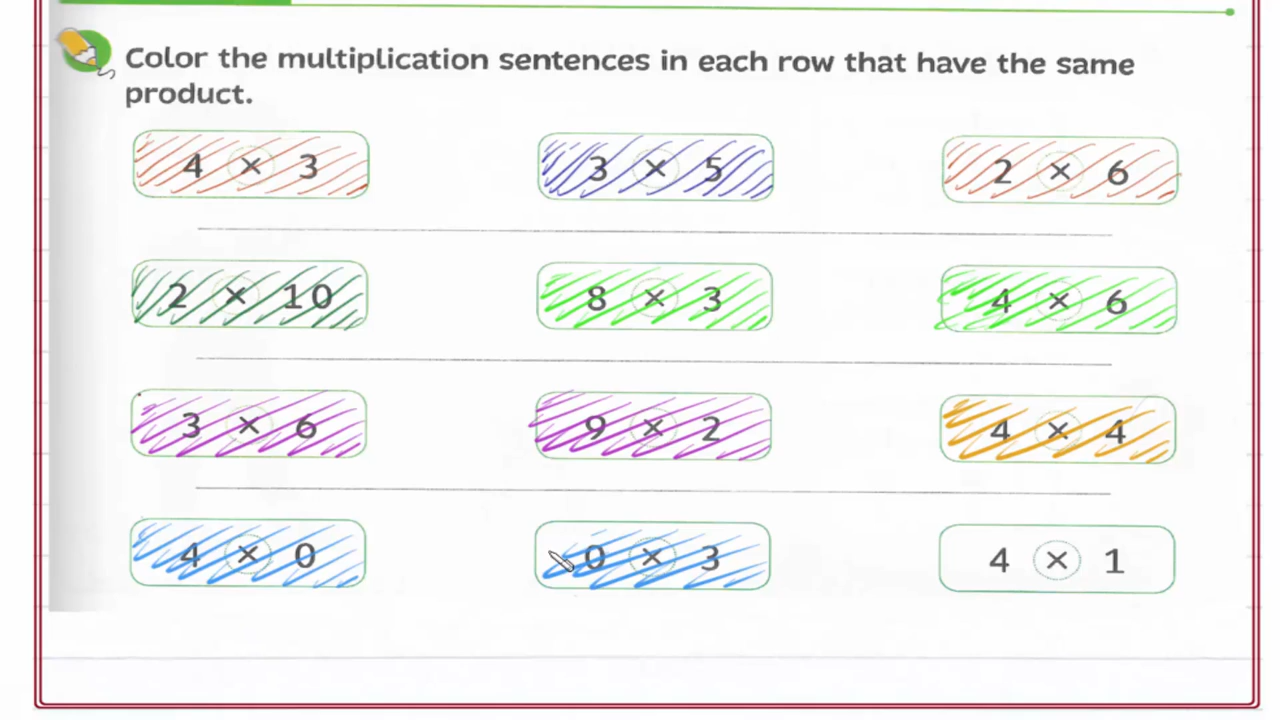 Color the multiplication sentences in each row that have the same
product.
4 × 3 3 × 5 2 × 6
2 × 10 8 × 3 4 × 6
3 × 6 9 × 2 4 × 4
4 × 0 0 × 3 4 × 1